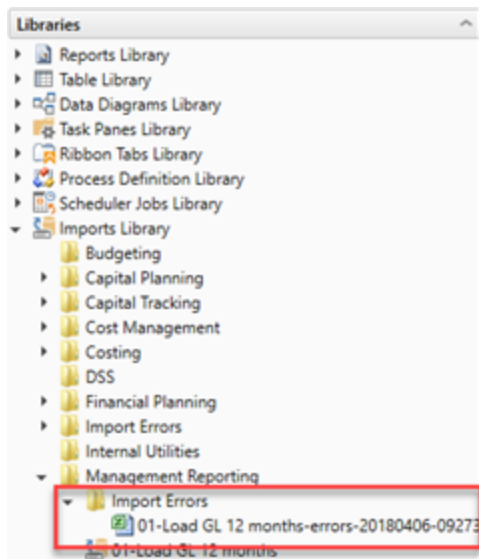 Libraries
Reports Library
Table Library
Data Diagrams Library
Task Panes Library
Ribbon Tabs Library
Process Definition Library
Scheduler Jobs Library
Imports Library
Budgeting
Capital Planning
Capital Tracking
Cost Management
Costing
DSS
Financial Planning
Import Errors
Internal Utilities
Management Reporting
Import Errors
01-Load GL 12 months-errors-20180406-09273
01-Load GL 12 months